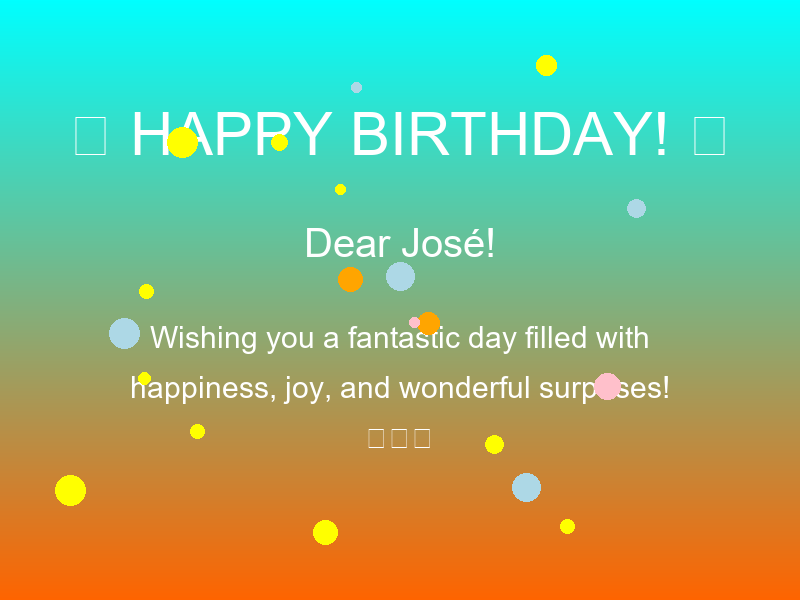 HAPPY BIRTHDAY!
Dear José!
Wishing you a fantastic day filled with
happiness, joy, and wonderful surprises!